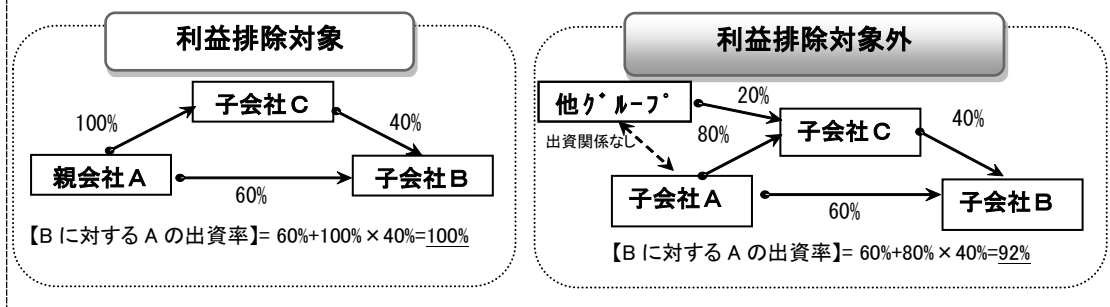 利益排除対象
子会社C
100%
40%
親会社A
子会社B
60%
【B に対する A の出資率】= 60%+100%×40%=100%
利益排除対象外
他グループ
20%
出資関係なし
80%
子会社C
40%
子会社A
子会社B
60%
【B に対する A の出資率】= 60%+80%×40%=92%